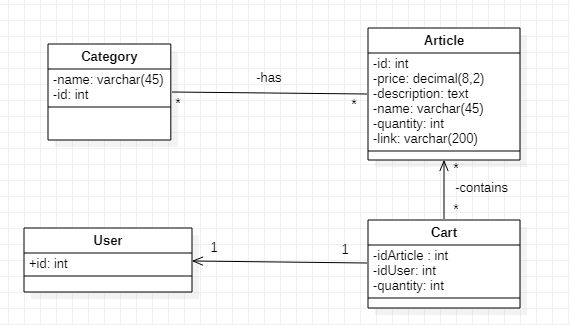 Category
-name: varchar(45)
-id: int
-has
*
*
Article
-id: int
-price: decimal(8,2)
-description: text
-name: varchar(45)
-quantity: int
-link: varchar(200)
*
-contains
*
User
+id: int
1
1
Cart
-idArticle : int
-idUser: int
-quantity: int